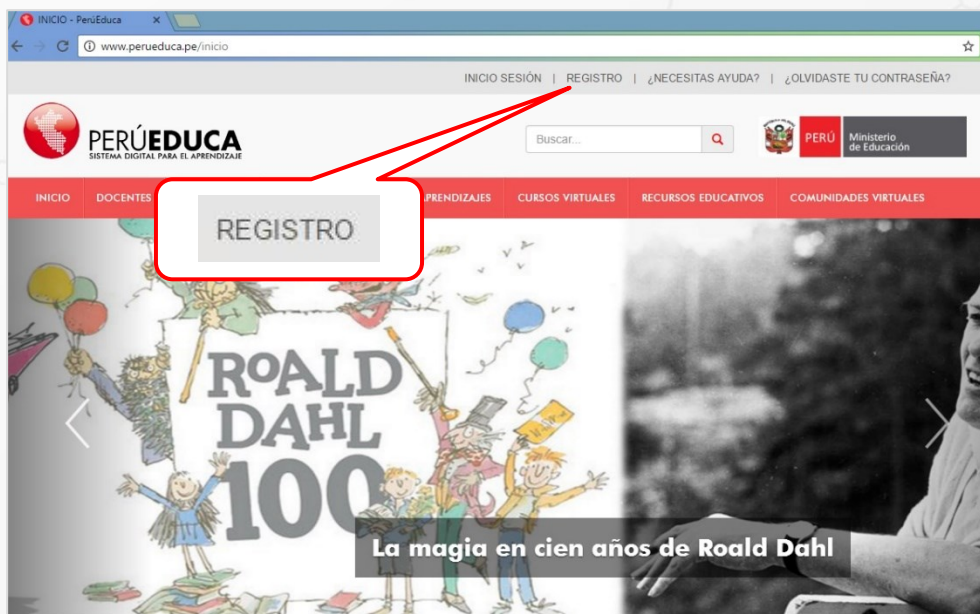 INICIO - PerúEduca
www.perueduca.pe/inicio
INICIO SESIÓN | REGISTRO | ¿NECESITAS AYUDA? | ¿OLVIDASTE TU CONTRASEÑA?
PERÚEDUCA
SISTEMA DIGITAL PARA EL APRENDIZAJE
Buscar...
PERÚ
Ministerio
de Educación
INICIO DOCENTES CURSOS VIRTUALES RECURSOS EDUCATIVOS COMUNIDADES VIRTUALES
REGISTRO
ROALD
DAHL
100
La magia en cien años de Roald Dahl